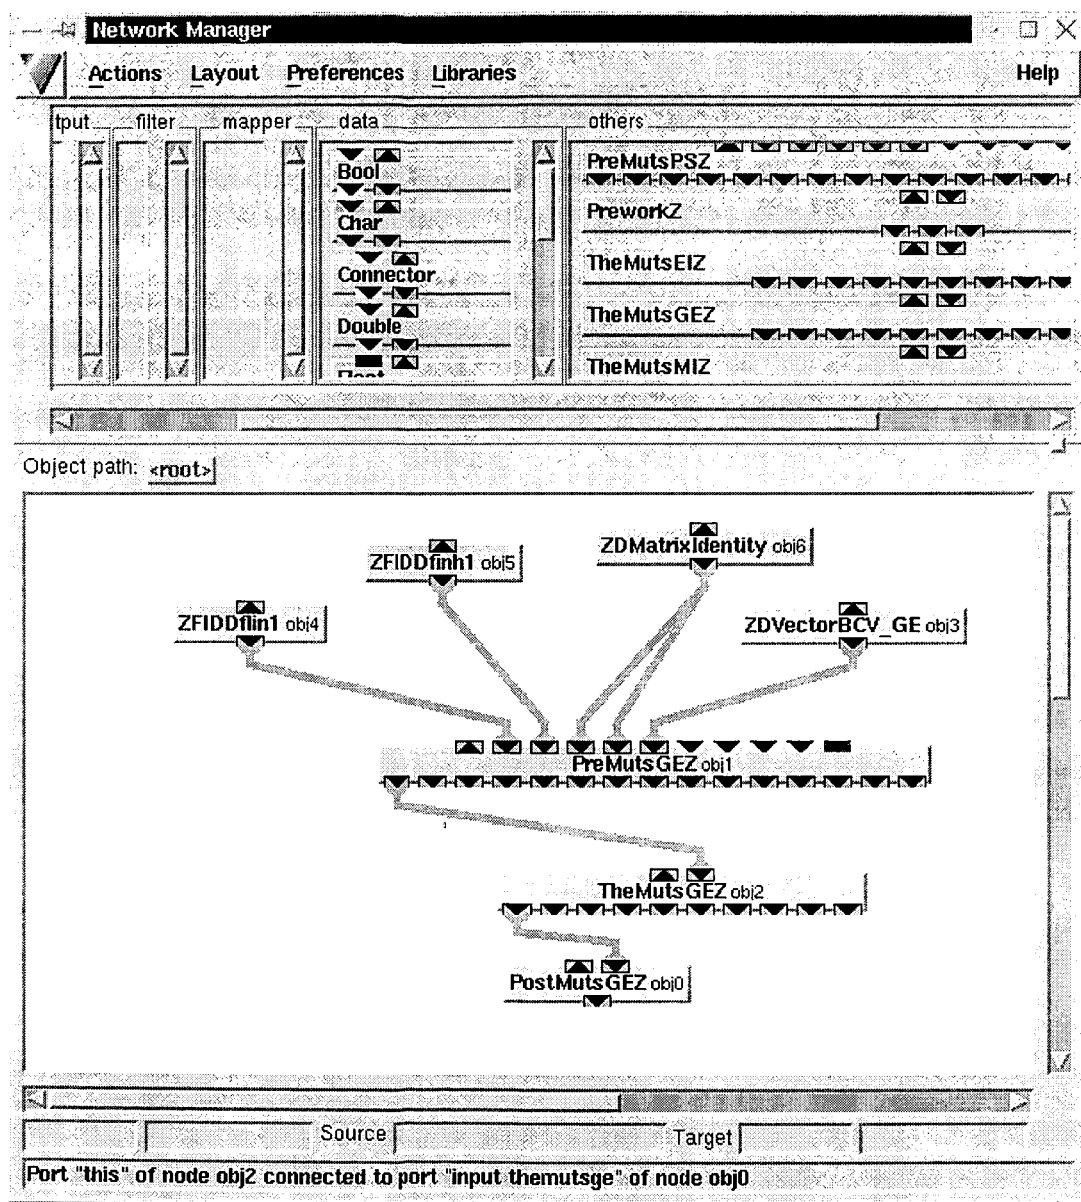 Network Manager
Actions Layout Preferences Libraries Help
tput filter mapper data others
Bool
Char
Connector
Double
Float
PreMutsPSZ
PreworkZ
TheMutsEIZ
TheMutsGEZ
TheMutsMIZ
Object path: <root>
ZFIDDfinh1 obj5
ZDMatrixIdentity obj6
ZFIDDflin1 obj4
ZDVectorBCV_GE obj3
PreMutsGEZ obj1
TheMutsGEZ obj2
PostMutsGEZ obj0
Source Target
Port "this" of node obj2 connected to port "input themutsge" of node obj0